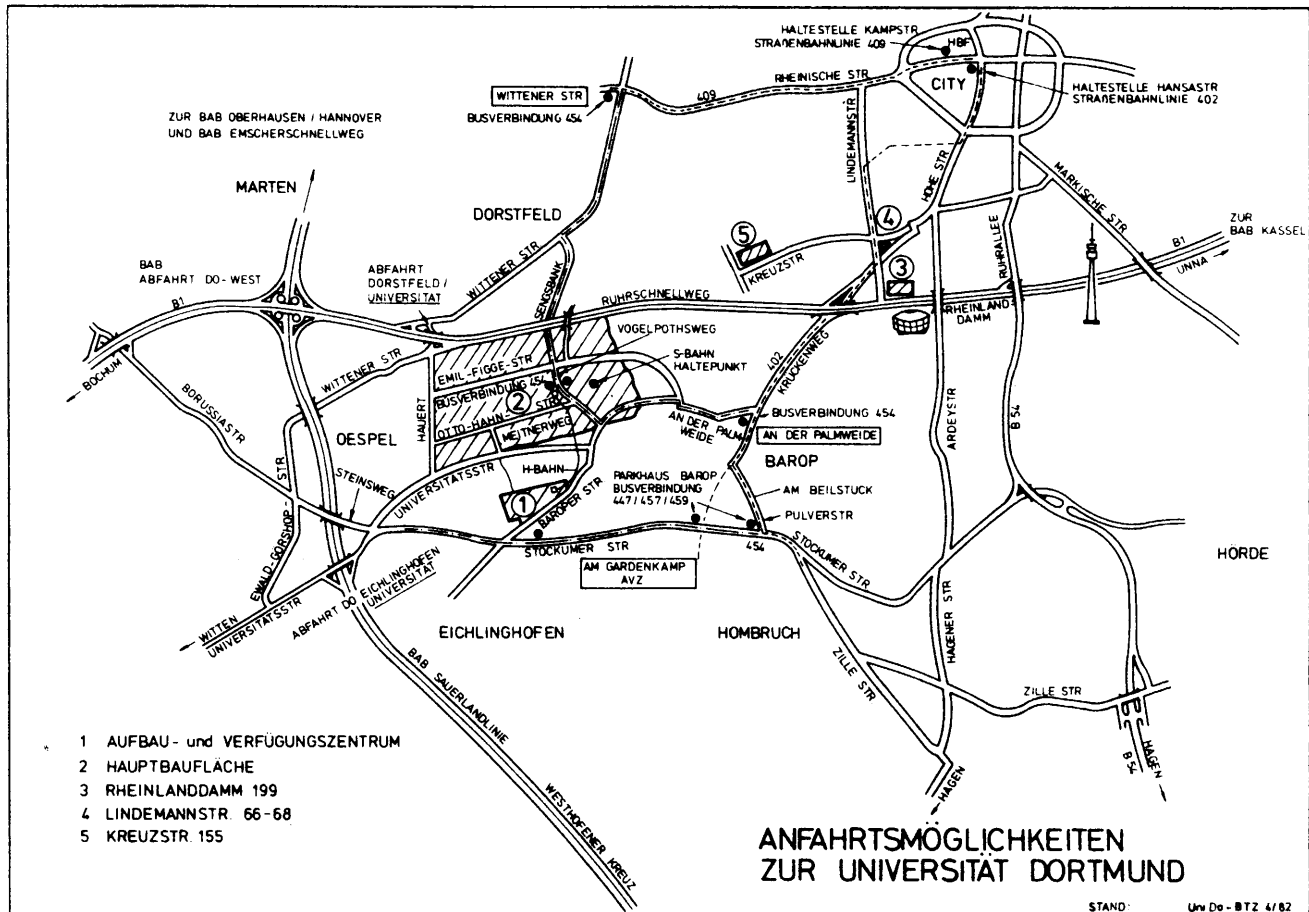 HALTESTELLE KAMPSTR
STRAßENBAHNLINIE 409
HBF
CITY
HALTESTELLE HANSASTR
STRAßENBAHNLINIE 402
RHEINISCHE STR
409
WITTENER STR
BUSVERBINDUNG 454
ZUR BAB OBERHAUSEN / HANNOVER
UND BAB EMSCHERSCHNELLWEG
LINDEMANNSTR
HOHE STR
MÄRKISCHE STR
MARTEN
DORSTFELD
4
5
KREUZSTR
3
RUHRALLEE
ZUR
BAB KASSEL
B1
UNNA
BAB
ABFAHRT DO-WEST
B1
ABFAHRT
DORSTFELD /
UNIVERSITÄT
WITTENER STR
SENGSBANK
RUHRSCHNELLWEG
RHEINLAND
DAMM
VOGELPOTHSWEG
S-BAHN
HALTEPUNKT
BOCHUM
BORUSSIASTR
WITTENER STR
EMIL-FIGGE-STR
BUSVERBINDUNG 454
2
OTTO-HAHN-STR
MEITNERWEG
HAUERT
402
KRÜCKENWEG
AN DER PALM
WEIDE
BUSVERBINDUNG 454
AN DER PALMWEIDE
BAROP
ARDEYSTR
B 54
OESPEL
UNIVERSITÄTSSTR
H-BAHN
1
BAROPER STR
STEINSWEG
EWALD-GÖRSHOP-STR
PARKHAUS BAROP
BUSVERBINDUNG
447/457/459
AM BEILSTÜCK
PULVERSTR
454
STOCKUMER STR
STOCKUMER STR
AM GARDENKAMP
AVZ
HÖRDE
WITTEN
UNIVERSITÄTSSTR
ABFAHRT DO EICHLINGHOFEN
UNIVERSITÄT
EICHLINGHOFEN
HOMBRUCH
HAGENER STR
ZILLE STR
ZILLE STR
BAB SAUERLANDLINIE
WESTHOFENER KREUZ
HAGEN
B 54
HAGEN
1 AUFBAU- und VERFÜGUNGSZENTRUM
2 HAUPTBAUFLÄCHE
3 RHEINLANDDAMM 199
4 LINDEMANNSTR. 66-68
5 KREUZSTR. 155
ANFAHRTSMÖGLICHKEITEN
ZUR UNIVERSITÄT DORTMUND
STAND: Uni Do - BTZ 4/82